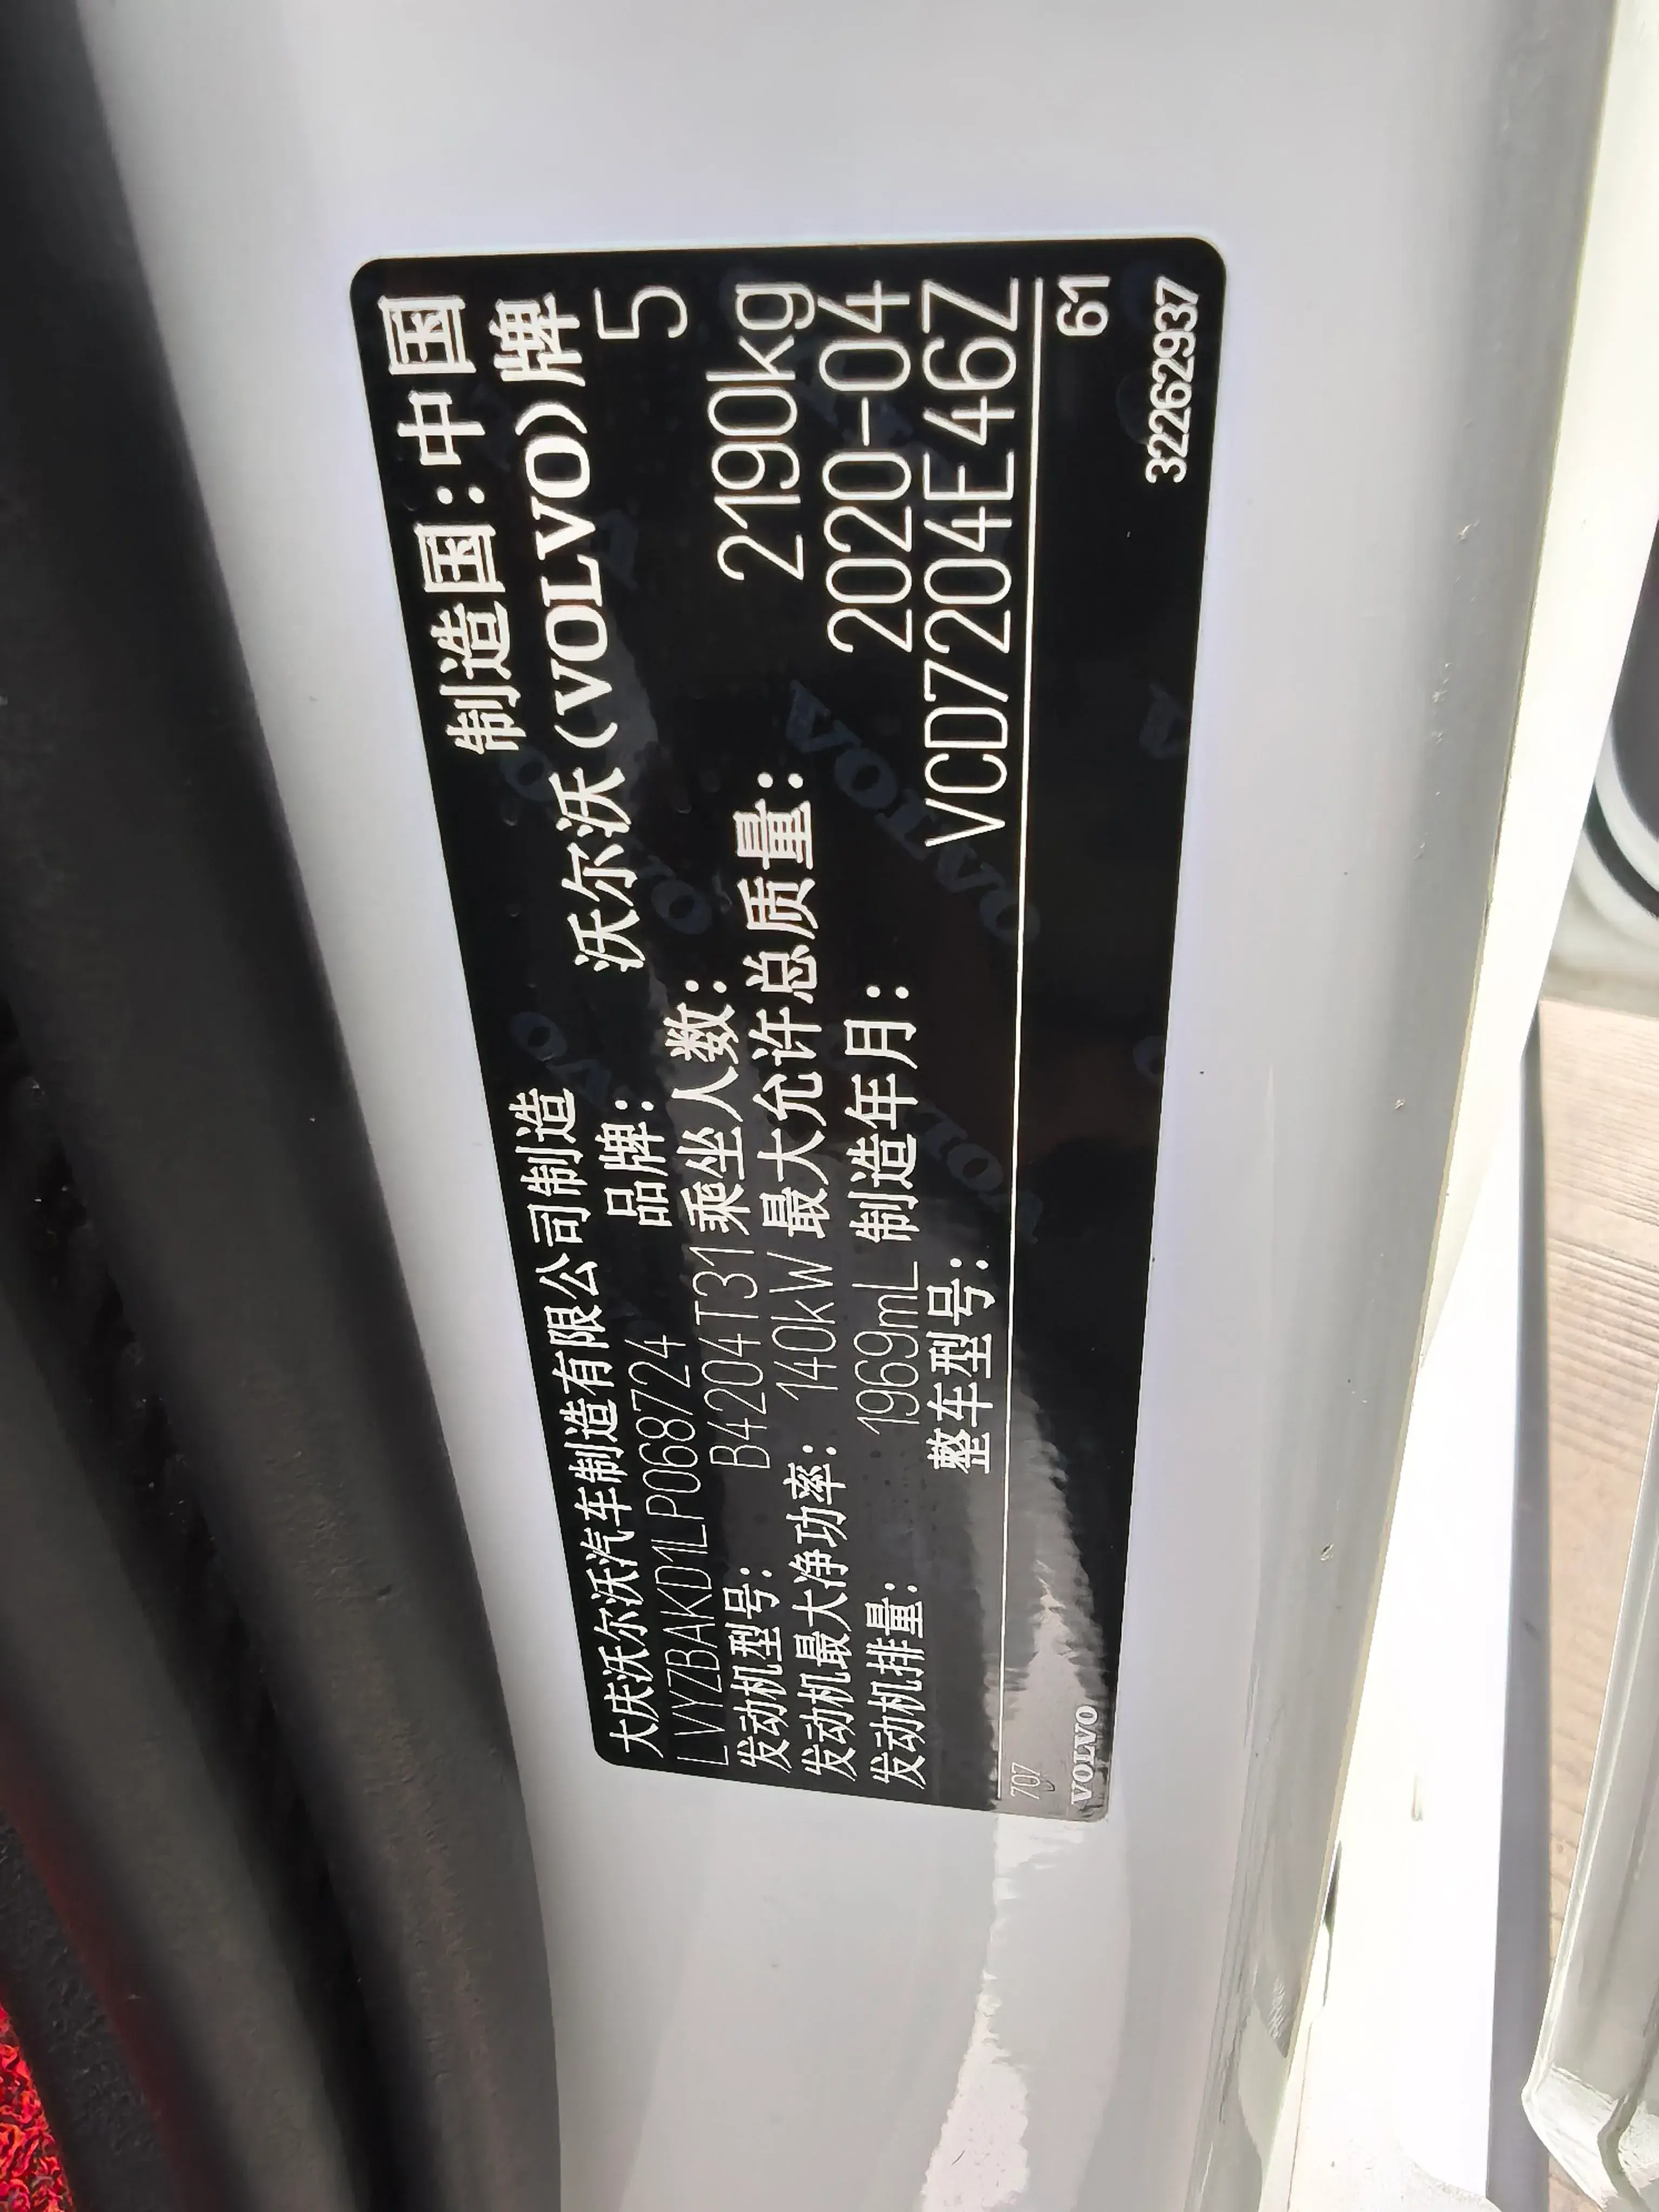 大庆沃尔沃汽车制造有限公司制造 制造国:中国
LVYZBAKD1LP068724 品牌: 沃尔沃(VOLVO)牌
发动机型号: B4204T31 乘坐人数: 5
发动机最大净功率: 140kW 最大允许总质量: 2190kg
发动机排量: 1969mL 制造年月: 2020-04
整车型号: VCD7204E46Z
707 61
VOLVO 32262937